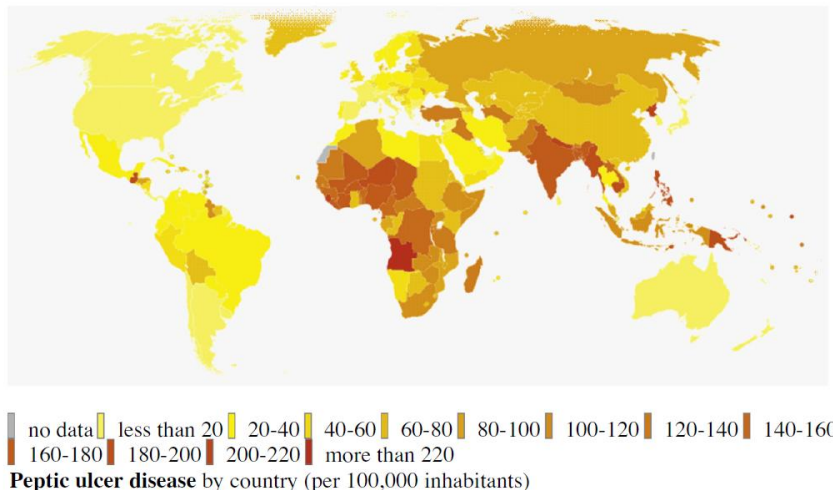 no data less than 20 20-40 40-60 60-80 80-100 100-120 120-140 140-160
160-180 180-200 200-220 more than 220
Peptic ulcer disease by country (per 100,000 inhabitants)